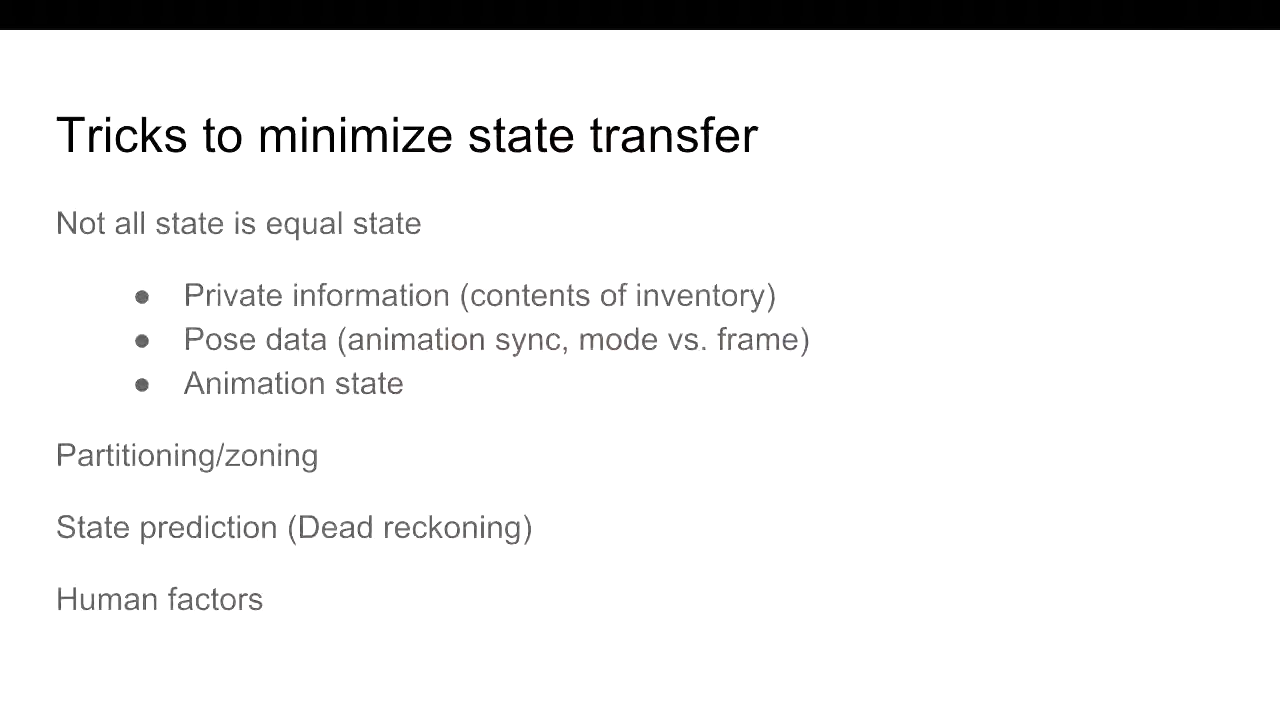 Tricks to minimize state transfer
Not all state is equal state
● Private information (contents of inventory)
● Pose data (animation sync, mode vs. frame)
● Animation state
Partitioning/zoning
State prediction (Dead reckoning)
Human factors